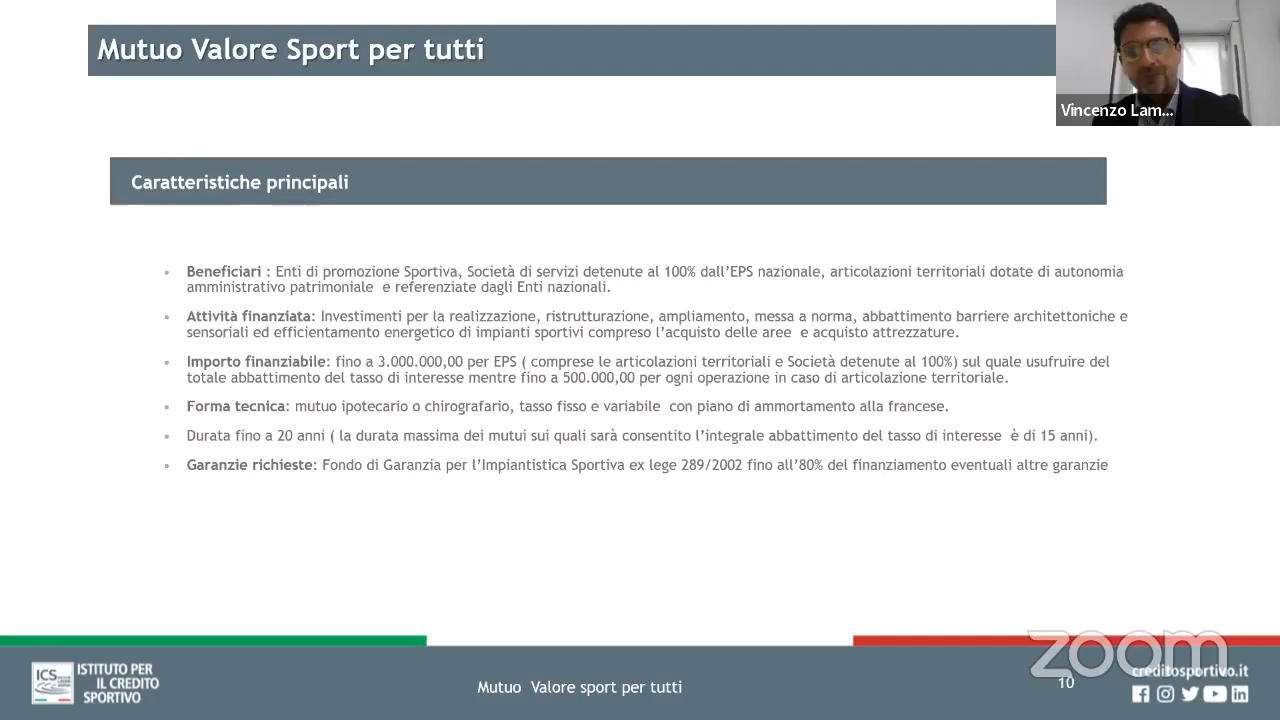 Mutuo Valore Sport per tutti
Vincenzo Lam...
Caratteristiche principali
• Beneficiari : Enti di promozione Sportiva, Società di servizi detenute al 100% dall’EPS nazionale, articolazioni territoriali dotate di autonomia
amministrativo patrimoniale e referenziate dagli Enti nazionali.
• Attività finanziata: Investimenti per la realizzazione, ristrutturazione, ampliamento, messa a norma, abbattimento barriere architettoniche e
sensoriali ed efficientamento energetico di impianti sportivi compreso l’acquisto delle aree e acquisto attrezzature.
• Importo finanziabile: fino a 3.000.000,00 per EPS ( comprese le articolazioni territoriali e Società detenute al 100%) sul quale usufruire del
totale abbattimento del tasso di interesse mentre fino a 500.000,00 per ogni operazione in caso di articolazione territoriale.
• Forma tecnica: mutuo ipotecario o chirografario, tasso fisso e variabile con piano di ammortamento alla francese.
• Durata fino a 20 anni ( la durata massima dei mutui sui quali sarà consentito l’integrale abbattimento del tasso di interesse è di 15 anni).
• Garanzie richieste: Fondo di Garanzia per l’Impiantistica Sportiva ex lege 289/2002 fino all’80% del finanziamento eventuali altre garanzie
zoom
ICS
ISTITUTO PER
IL CREDITO
SPORTIVO
Mutuo Valore sport per tutti
10
creditosportivo.it